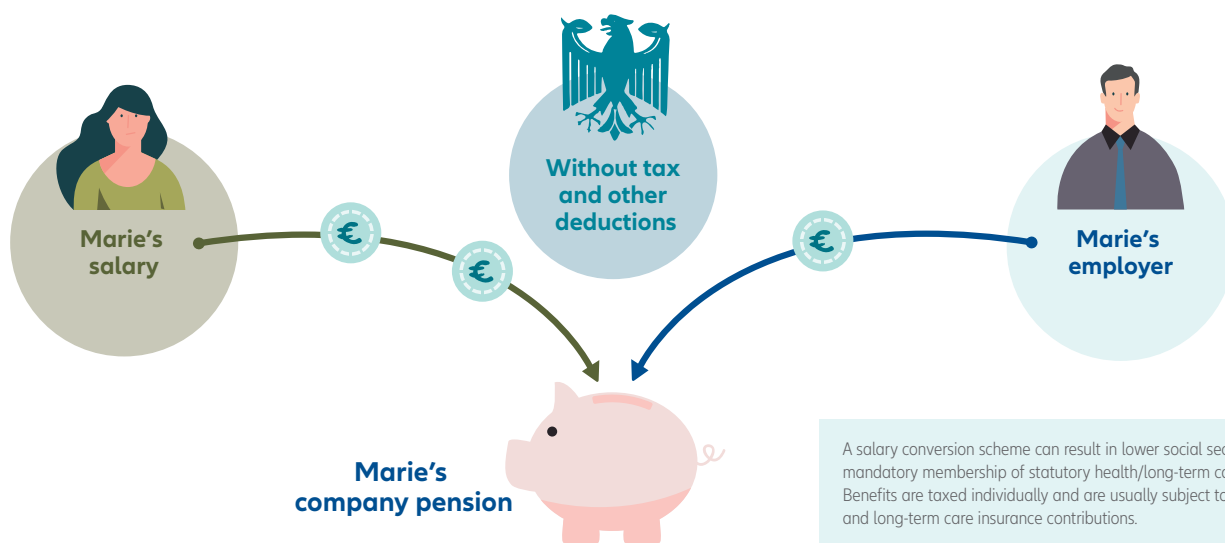 Without tax
and other
deductions
Marie's
salary
€
€
€
Marie's
employer
Marie's
company pension
A salary conversion scheme can result in lower social
mandatory membership of statutory health/long-term
Benefits are taxed individually and are usually subject
and long-term care insurance contributions.